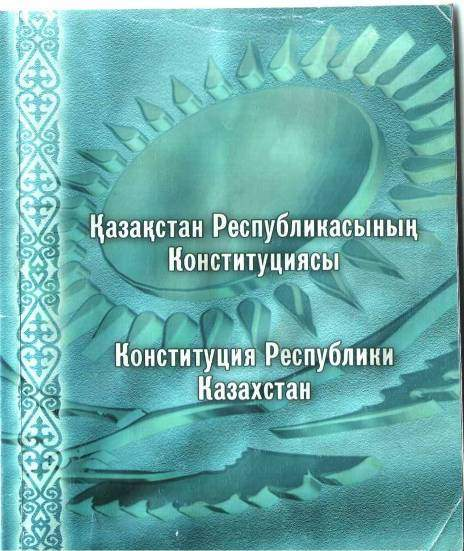 Қазақстан Республикасының
Конституциясы
Конституция Республики
Казахстан